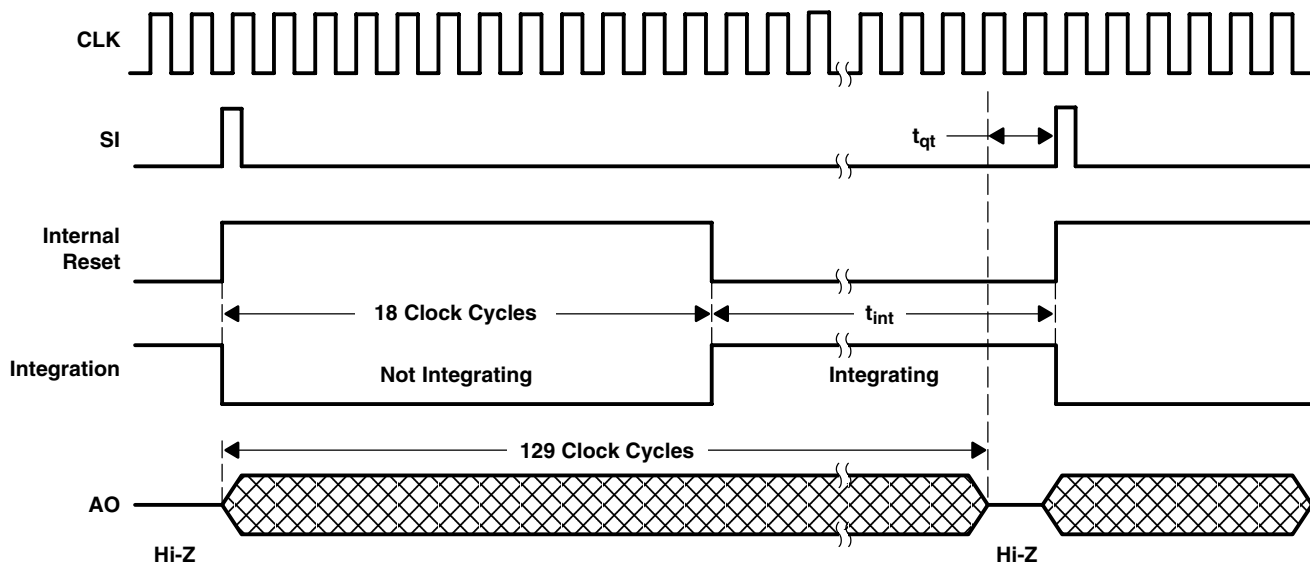 CLK
SI
t_qt
Internal
Reset
18 Clock Cycles
t_int
Integration
Not Integrating
Integrating
129 Clock Cycles
AO
Hi-Z
Hi-Z